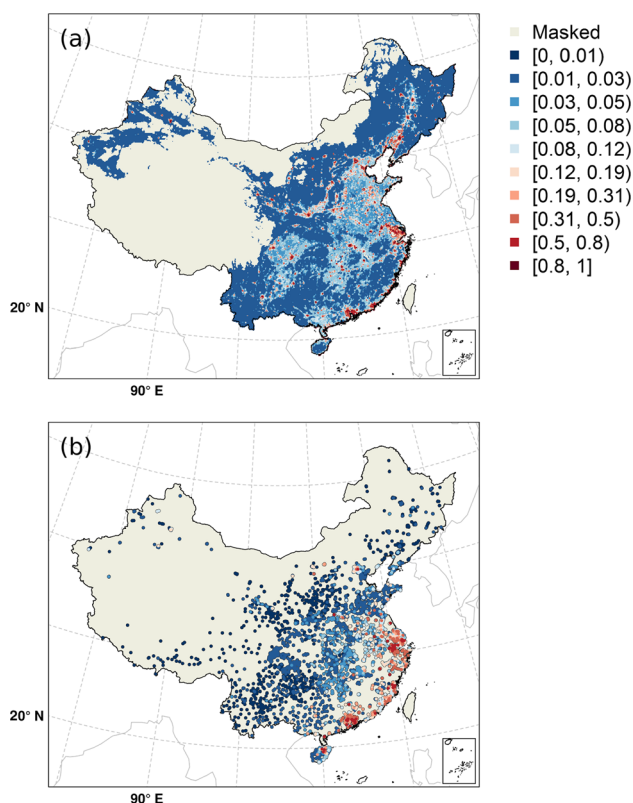 (a)
Masked
[0, 0.01)
[0.01, 0.03)
[0.03, 0.05)
[0.05, 0.08)
[0.08, 0.12)
[0.12, 0.19)
[0.19, 0.31)
[0.31, 0.5)
[0.5, 0.8)
[0.8, 1]
20° N
90° E
(b)
20° N
90° E